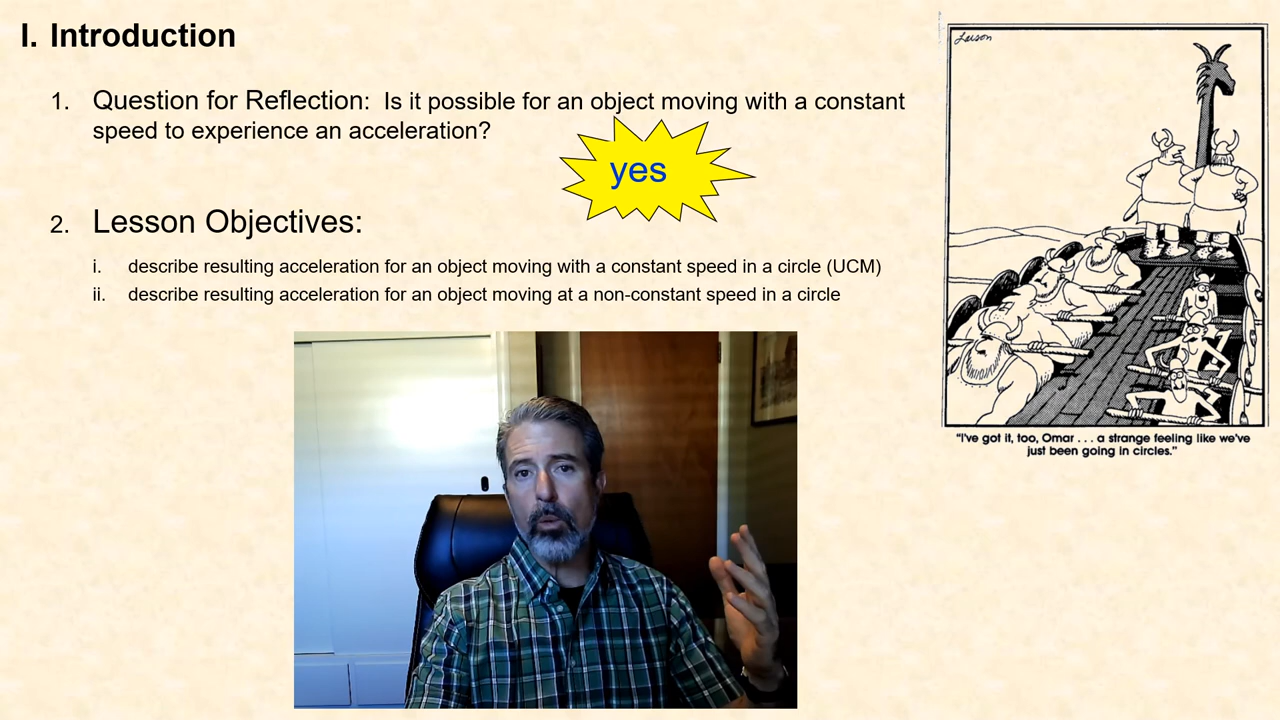 I. Introduction
1. Question for Reflection: Is it possible for an object moving with a constant
speed to experience an acceleration?
yes
2. Lesson Objectives:
i. describe resulting acceleration for an object moving with a constant speed in a circle (UCM)
ii. describe resulting acceleration for an object moving at a non-constant speed in a circle
Larson
"I've got it, too, Omar . . . a strange feeling like we've
just been going in circles."